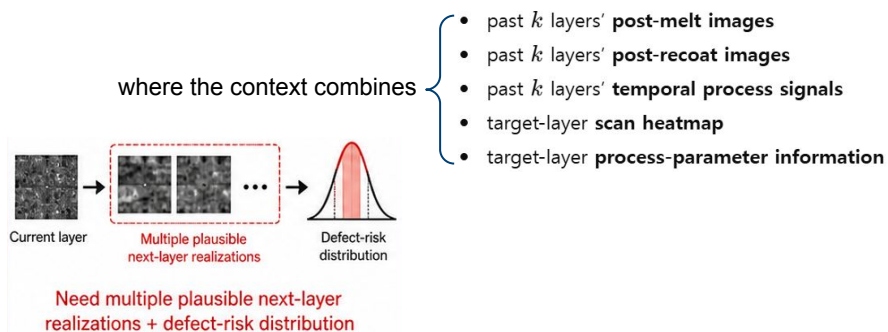 where the context combines
• past k layers' post-melt images
• past k layers' post-recoat images
• past k layers' temporal process signals
• target-layer scan heatmap
• target-layer process-parameter information
Current layer
Multiple plausible
next-layer realizations
Defect-risk
distribution
Need multiple plausible next-layer
realizations + defect-risk distribution